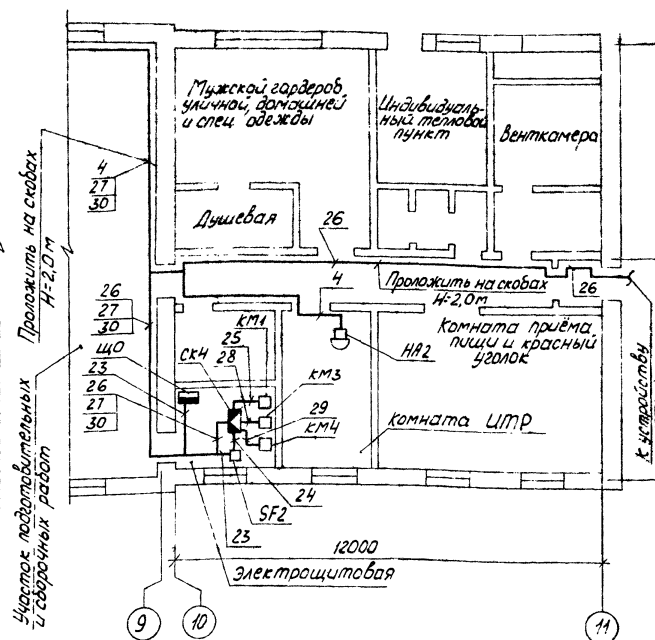 Мужской гардероб
уличной, домашней
и спец одежды
Индивидуаль-
ный тепловой
пункт
Венткамера
Душевая
Проложить на скобах
Н=2,0 м
4
27
30
26
Проложить на скобах
Н=2,0 м
26
4
26
27
30
ЩО
23
26
27
30
СК4
КМ1
25
28
КМ3
29
КМ4
НА2
Комната приёма
пищи и красный
уголок
Комната ИТР
К устройству
SF2
24
23
Электрощитовая
12000
Участок подготовительных
и сборочных работ
9
10
11